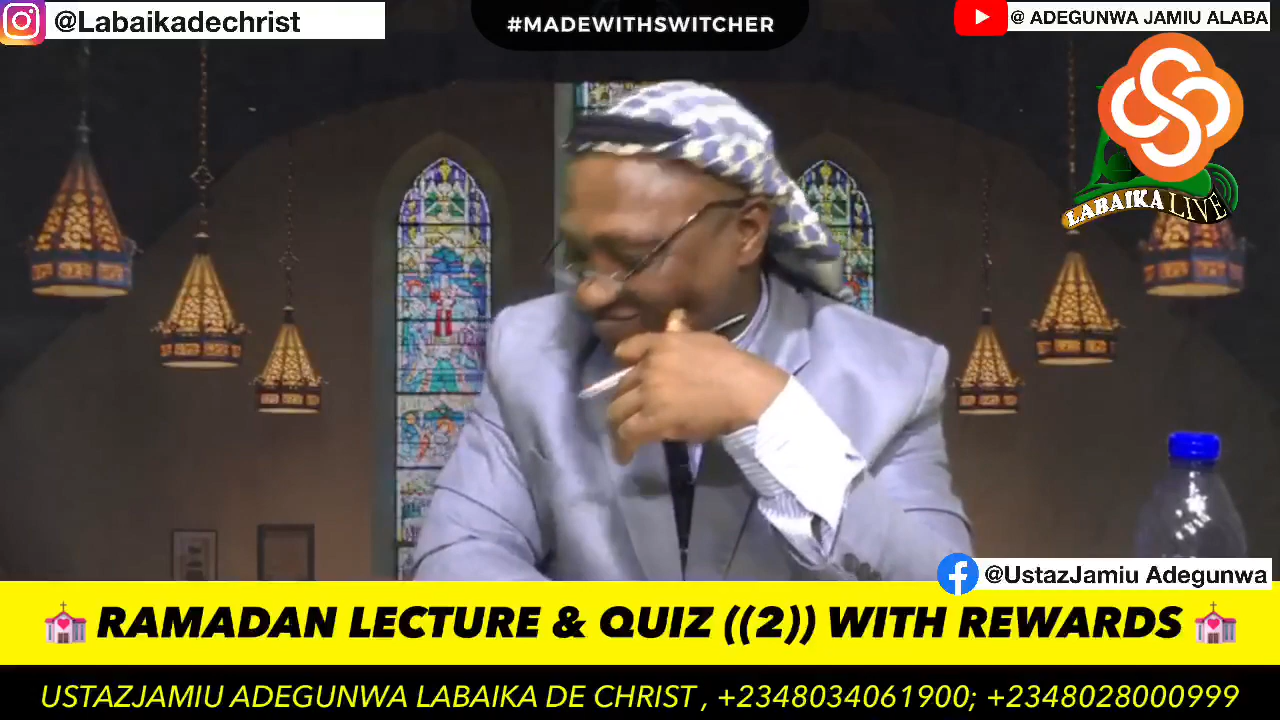 @Labaikadechrist
#MADEWITHSWITCHER
@ ADEGUNWA JAMIU ALABA
LABAIKA LIVE
@UstazJamiu Adegunwa
RAMADAN LECTURE & QUIZ ((2)) WITH REWARDS
USTAZJAMIU ADEGUNWA LABAIKA DE CHRIST , +2348034061900; +2348028000999